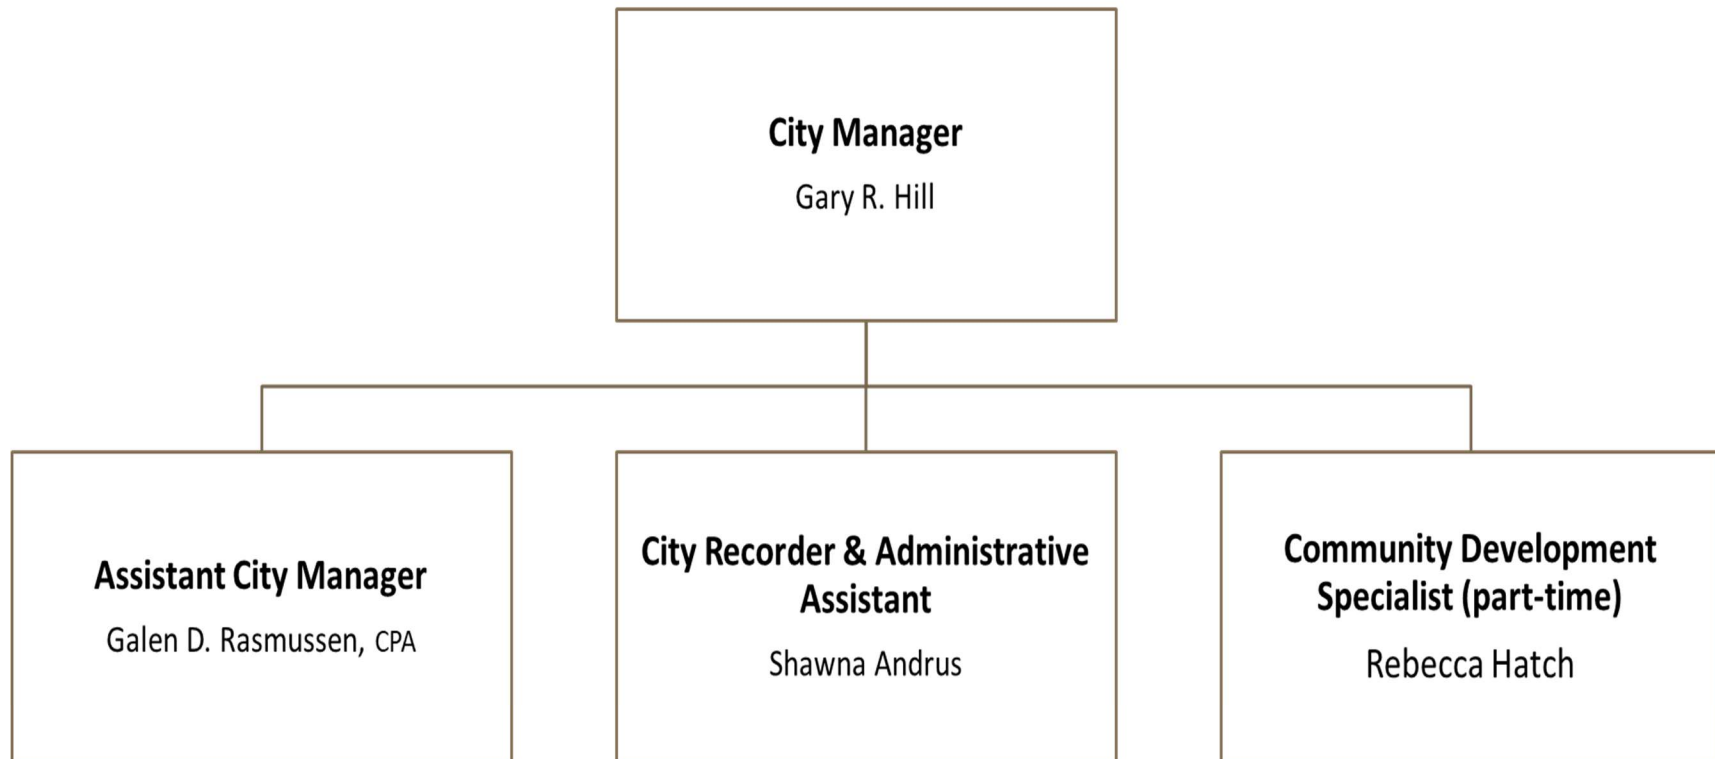 City Manager
Gary R. Hill
Assistant City Manager
Galen D. Rasmussen, CPA
City Recorder & Administrative
Assistant
Shawna Andrus
Community Development
Specialist (part-time)
Rebecca Hatch